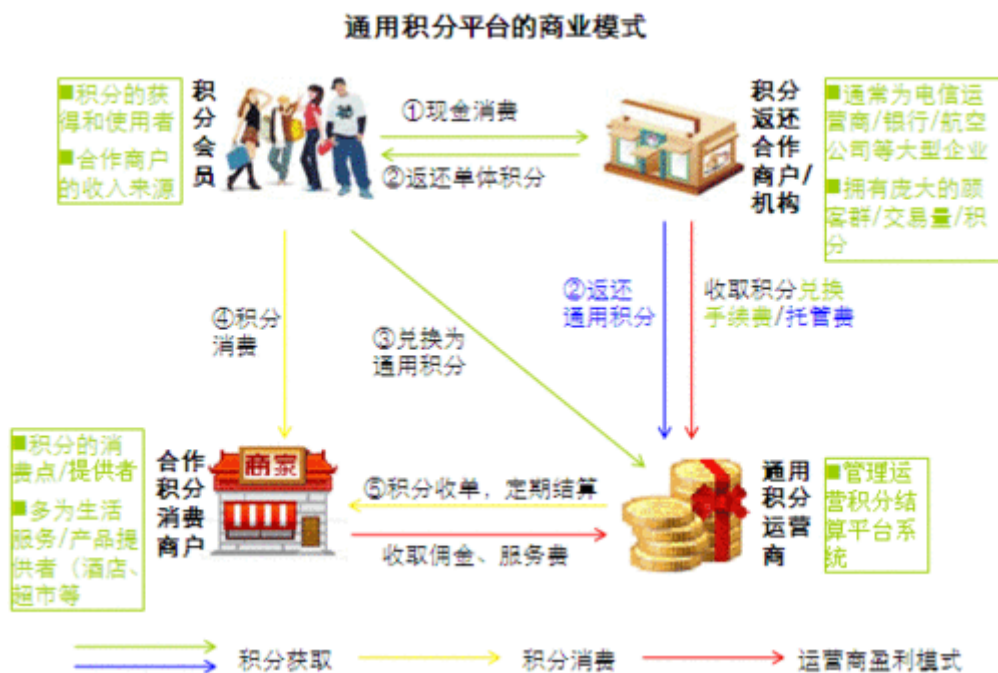 通用积分平台的商业模式
■积分的获
得和使用者
■合作商户
的收入来源
积
分
会
员
①现金消费
②返还单体积分
积分
返还
合作
商户/
机构
■通常为电信运
营商/银行/航空
公司等大型企业
■拥有庞大的顾
客群/交易量/积
分
④积分
消费
③兑换为
通用积分
②返还
通用积分
收取积分兑换
手续费/托管费
■积分的消
费点/提供者
■多为生活
服务/产品提
供者（酒店、
超市等
合作
积分
消费
商户
商家
⑤积分收单，定期结算
收取佣金、服务费
通用
积分
运营
商
■管理运
营积分结
算平台系
统
积分获取
积分消费
运营商盈利模式